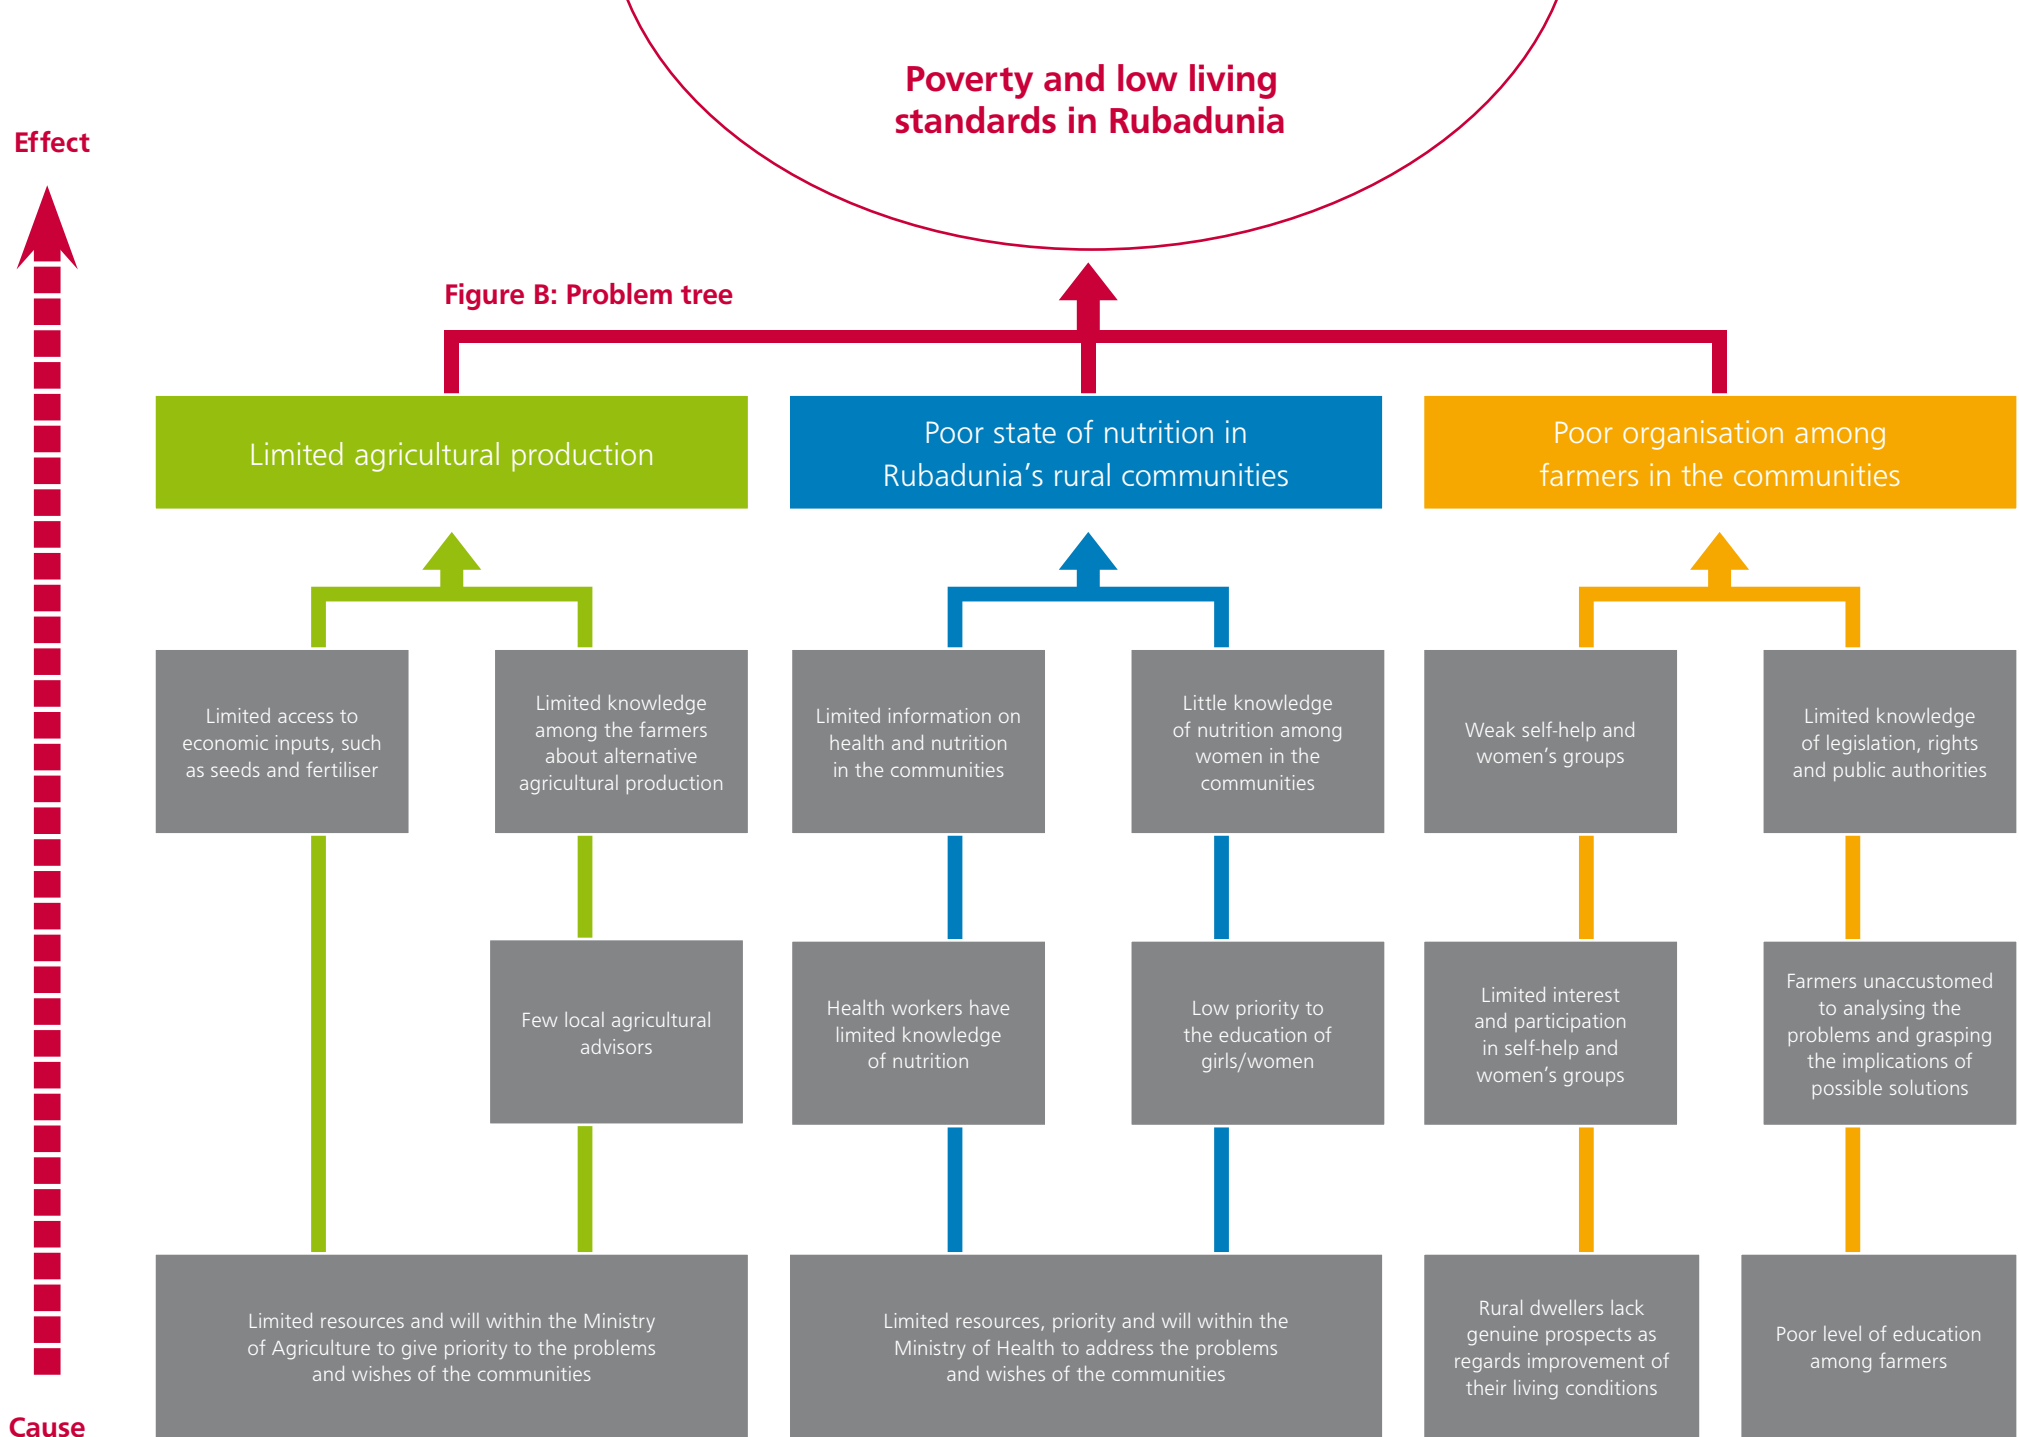 Poverty and low living
standards in Rubadunia
Effect
Figure B: Problem tree
Limited agricultural production
Poor state of nutrition in
Rubadunia's rural communities
Poor organisation among
farmers in the communities
Limited access to
economic inputs, such
as seeds and fertiliser
Limited knowledge
among the farmers
about alternative
agricultural production
Limited information on
health and nutrition
in the communities
Little knowledge
of nutrition among
women in the
communities
Weak self-help and
women's groups
Limited knowledge
of legislation, rights
and public authorities
Few local agricultural
advisors
Health workers have
limited knowledge
of nutrition
Low priority to
the education of
girls/women
Limited interest
and participation
in self-help and
women's groups
Farmers unaccustomed
to analysing the
problems and grasping
the implications of
possible solutions
Limited resources and will within the Ministry
of Agriculture to give priority to the problems
and wishes of the communities
Limited resources, priority and will within the
Ministry of Health to address the problems
and wishes of the communities
Rural dwellers lack
genuine prospects as
regards improvement of
their living conditions
Poor level of education
among farmers
Cause